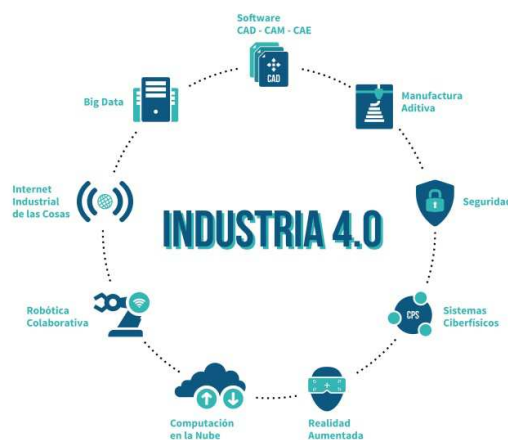 Software
CAD - CAM - CAE
CAD
Big Data
Manufactura
Aditiva
Internet
Industrial
de las Cosas
INDUSTRIA 4.0
Seguridad
Robótica
Colaborativa
CPS
Sistemas
Ciberfísicos
Computación
en la Nube
Realidad
Aumentada